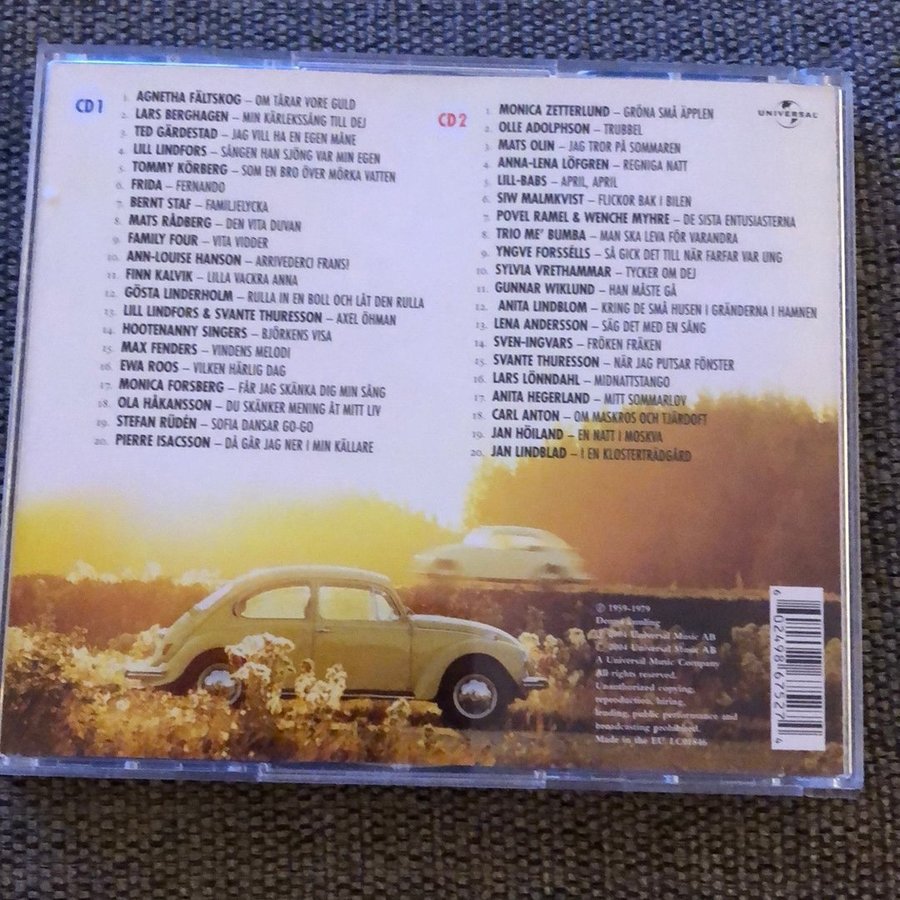 CD 1
1. AGNETHA FÄLTSKOG – OM TÅRAR VORE GULD
2. LARS BERGHAGEN – MIN KÄRLEKSSÅNG TILL DEJ
3. TED GÄRDESTAD – JAG VILL HA EN EGEN MÅNE
4. LILL LINDFORS – SÅNGEN HAN SJÖNG VAR MIN EGEN
5. TOMMY KÖRBERG – SOM EN BRO ÖVER MÖRKA VATTEN
6. FRIDA – FERNANDO
7. BERNT STAF – FAMILJELYCKA
8. MATS RÅDBERG – DEN VITA DUVAN
9. FAMILY FOUR – VITA VIDDER
10. ANN-LOUISE HANSON – ARRIVEDERCI FRANS!
11. FINN KALVIK – LILLA VACKRA ANNA
12. GÖSTA LINDERHOLM – RULLA IN EN BOLL OCH LÅT DEN RULLA
13. LILL LINDFORS & SVANTE THURESSON – AXEL ÖHMAN
14. HOOTENANNY SINGERS – BJÖRKENS VISA
15. MAX FENDERS – VINDENS MELODI
16. EWA ROOS – VILKEN HÄRLIG DAG
17. MONICA FORSBERG – FÅR JAG SKÄNKA DIG MIN SÅNG
18. OLA HÅKANSSON – DU SKÄNKER MENING ÅT MITT LIV
19. STEFAN RÜDÉN – SOFIA DANSAR GO-GO
20. PIERRE ISACSSON – DÅ GÅR JAG NER I MIN KÄLLARE
CD 2
1. MONICA ZETTERLUND – GRÖNA SMÅ ÄPPLEN
2. OLLE ADOLPHSON – TRUBBEL
3. MATS OLIN – JAG TROR PÅ SOMMAREN
4. ANNA-LENA LÖFGREN – REGNIGA NATT
5. LILL-BABS – APRIL, APRIL
6. SIW MALMKVIST – FLICKOR BAK I BILEN
7. POVEL RAMEL & WENCHE MYHRE – DE SISTA ENTUSIASTERNA
8. TRIO ME' BUMBA – MAN SKA LEVA FÖR VARANDRA
9. YNGVE FORSSÉLLS – SÅ GICK DET TILL NÄR FARFAR VAR UNG
10. SYLVIA VRETHAMMAR – TYCKER OM DEJ
11. GUNNAR WIKLUND – HAN MÅSTE GÅ
12. ANITA LINDBLOM – KRING DE SMÅ HUSEN I GRÄNDERNA I HAMNEN
13. LENA ANDERSSON – SÄG DET MED EN SÅNG
14. SVEN-INGVARS – FRÖKEN FRÄKEN
15. SVANTE THURESSON – NÄR JAG PUTSAR FÖNSTER
16. LARS LÖNNDAHL – MIDNATTSTANGO
17. ANITA HEGERLAND – MITT SOMMARLOV
18. CARL ANTON – OM MASKROS OCH TJÄRDOFT
19. JAN HÖILAND – EN NATT I MOSKVA
20. JAN LINDBLAD – I EN KLOSTERTRÄDGÅRD
UNIVERSAL
℗ 1959–1979
2004 Universal Music AB
© 2004 Universal Music AB
A Universal Music Company
All rights reserved.
Unauthorized copying,
reproduction, hiring,
lending, public performance and
broadcasting prohibited.
Made in the EU LC01846
6 024986 752774